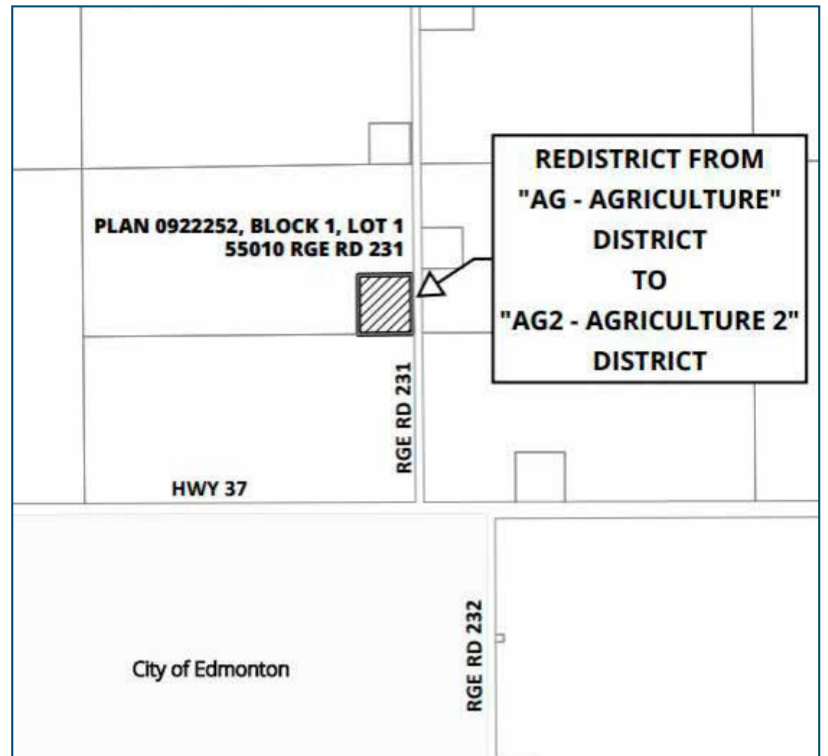 REDISTRICT FROM
"AG - AGRICULTURE"
DISTRICT
TO
"AG2 - AGRICULTURE 2"
DISTRICT
PLAN 0922252, BLOCK 1, LOT 1
55010 RGE RD 231
RGE RD 231
HWY 37
RGE RD 232
City of Edmonton